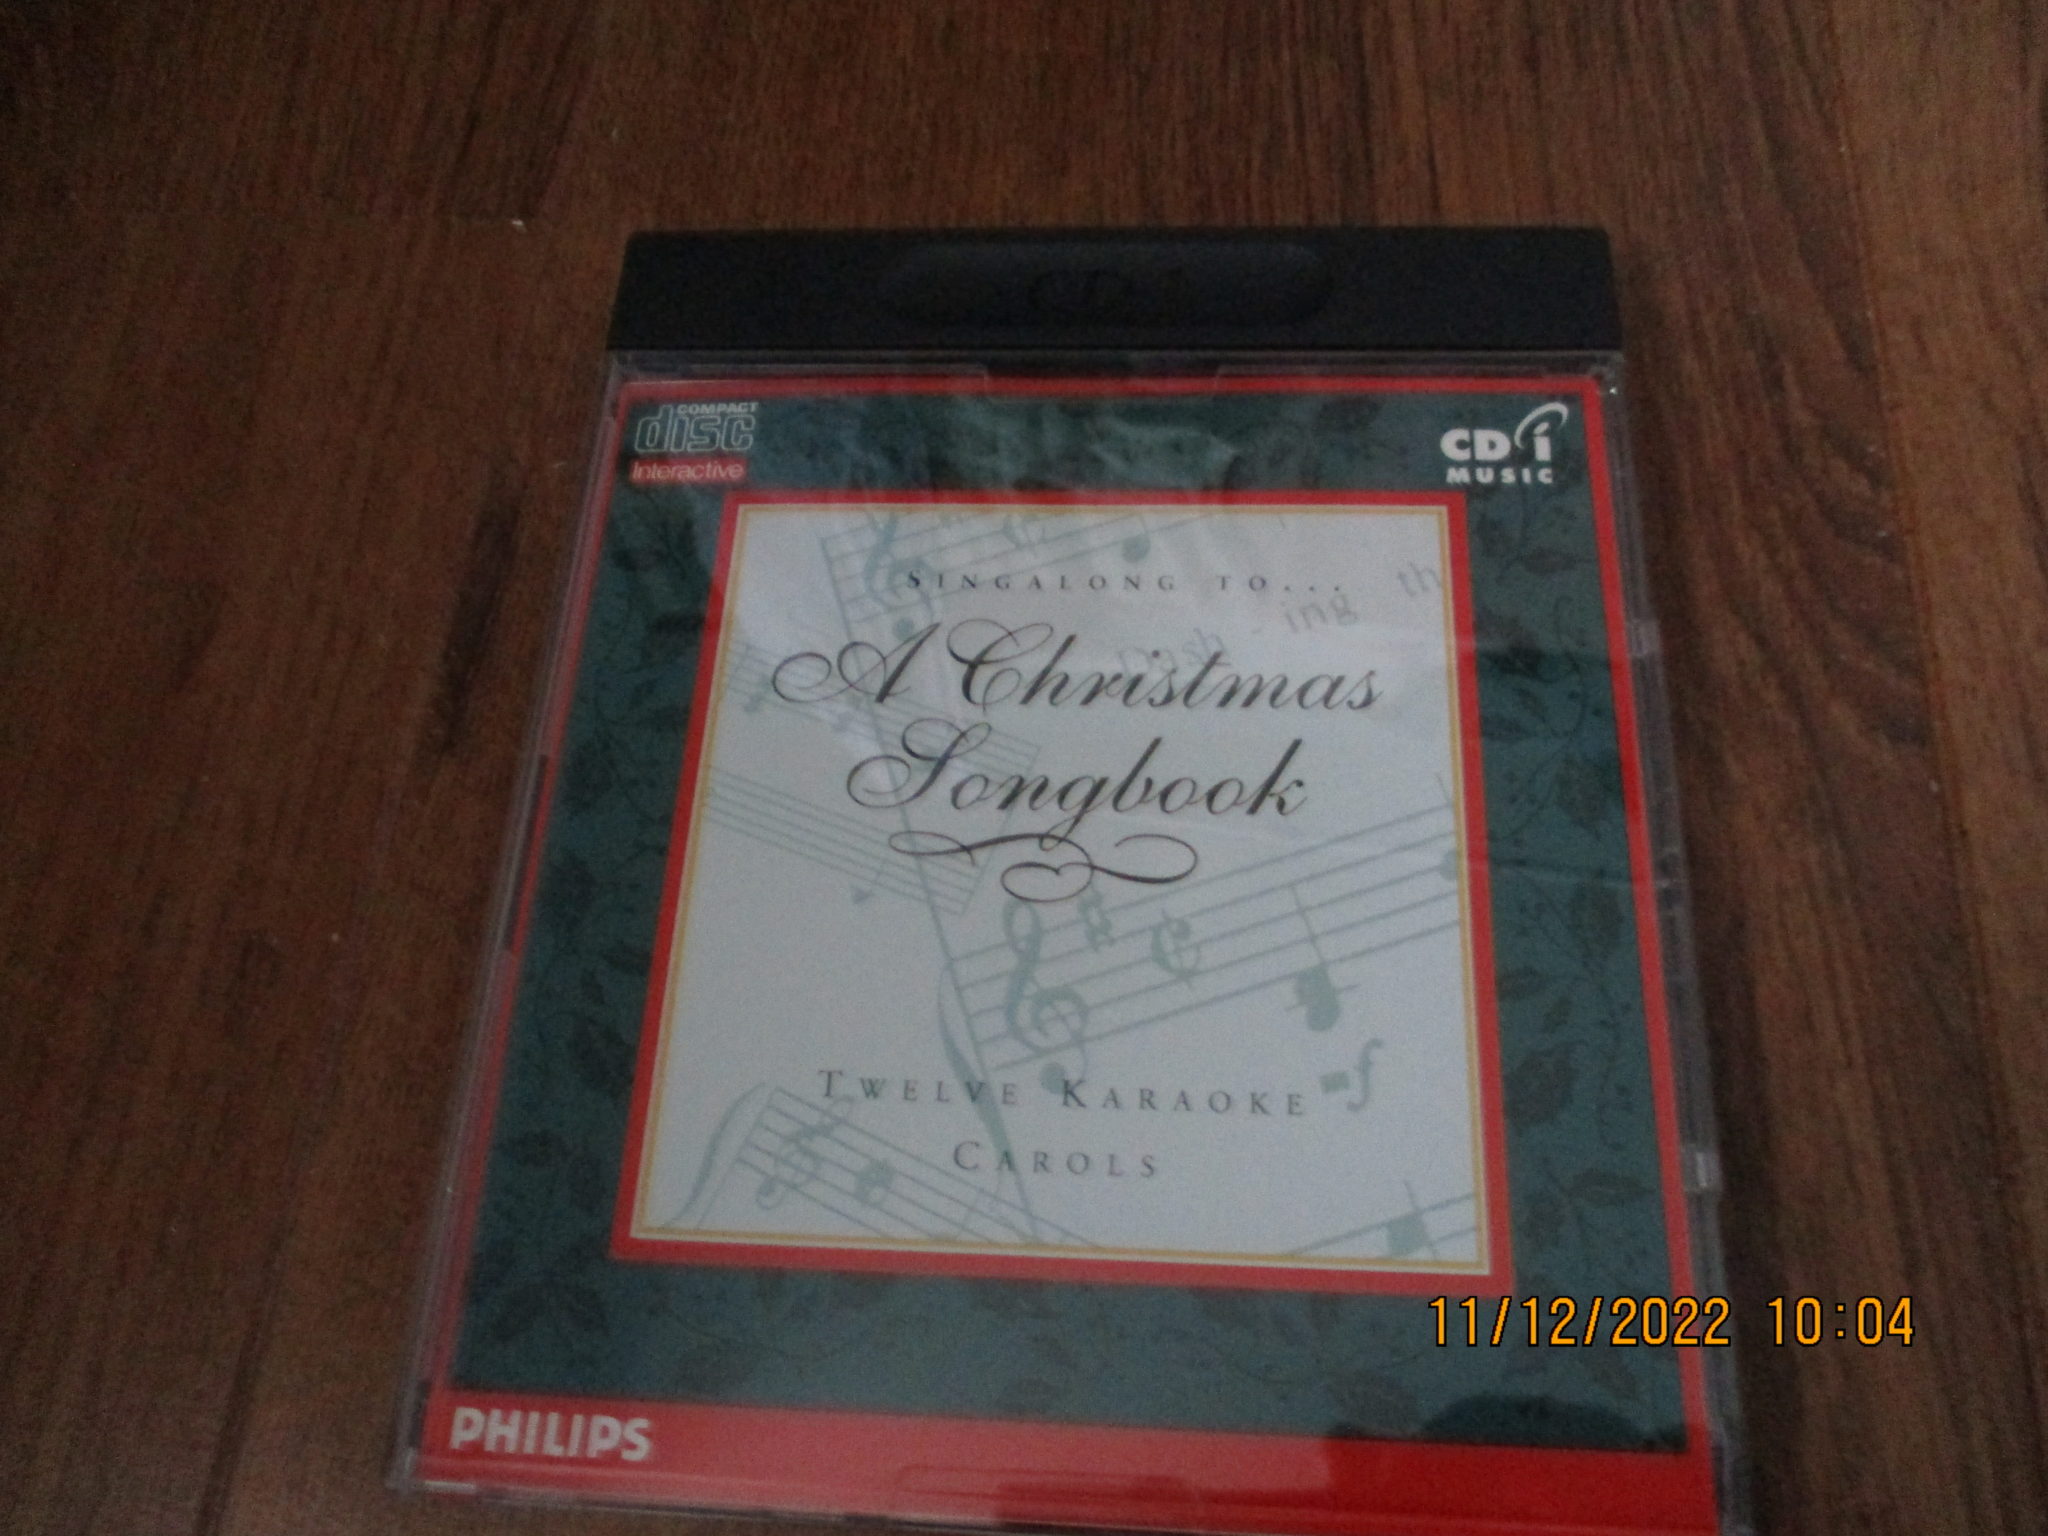 COMPACT
disc
Interactive
CD-i
MUSIC
SINGALONG TO...
ing th
A Christmas
Songbook
TWELVE KARAOKE
CAROLS
PHILIPS
11/12/2022 10:04